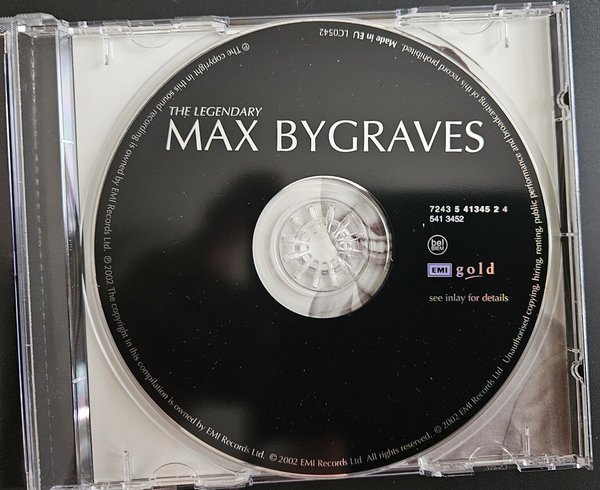 THE LEGENDARY
MAX BYGRAVES
7243 5 41345 2 4
541 3452
bel
BIEM
EMI gold
see inlay for details
℗ The copyright in this sound recording is owned by EMI Records Ltd. ℗ 2002 The copyright in this compilation is owned by EMI Records Ltd. © 2002 EMI Records Ltd All rights reserved. © 2002 EMI Records Ltd Unauthorised copying, hiring, renting, public performance and broadcasting of this record prohibited. Made in EU LC0542